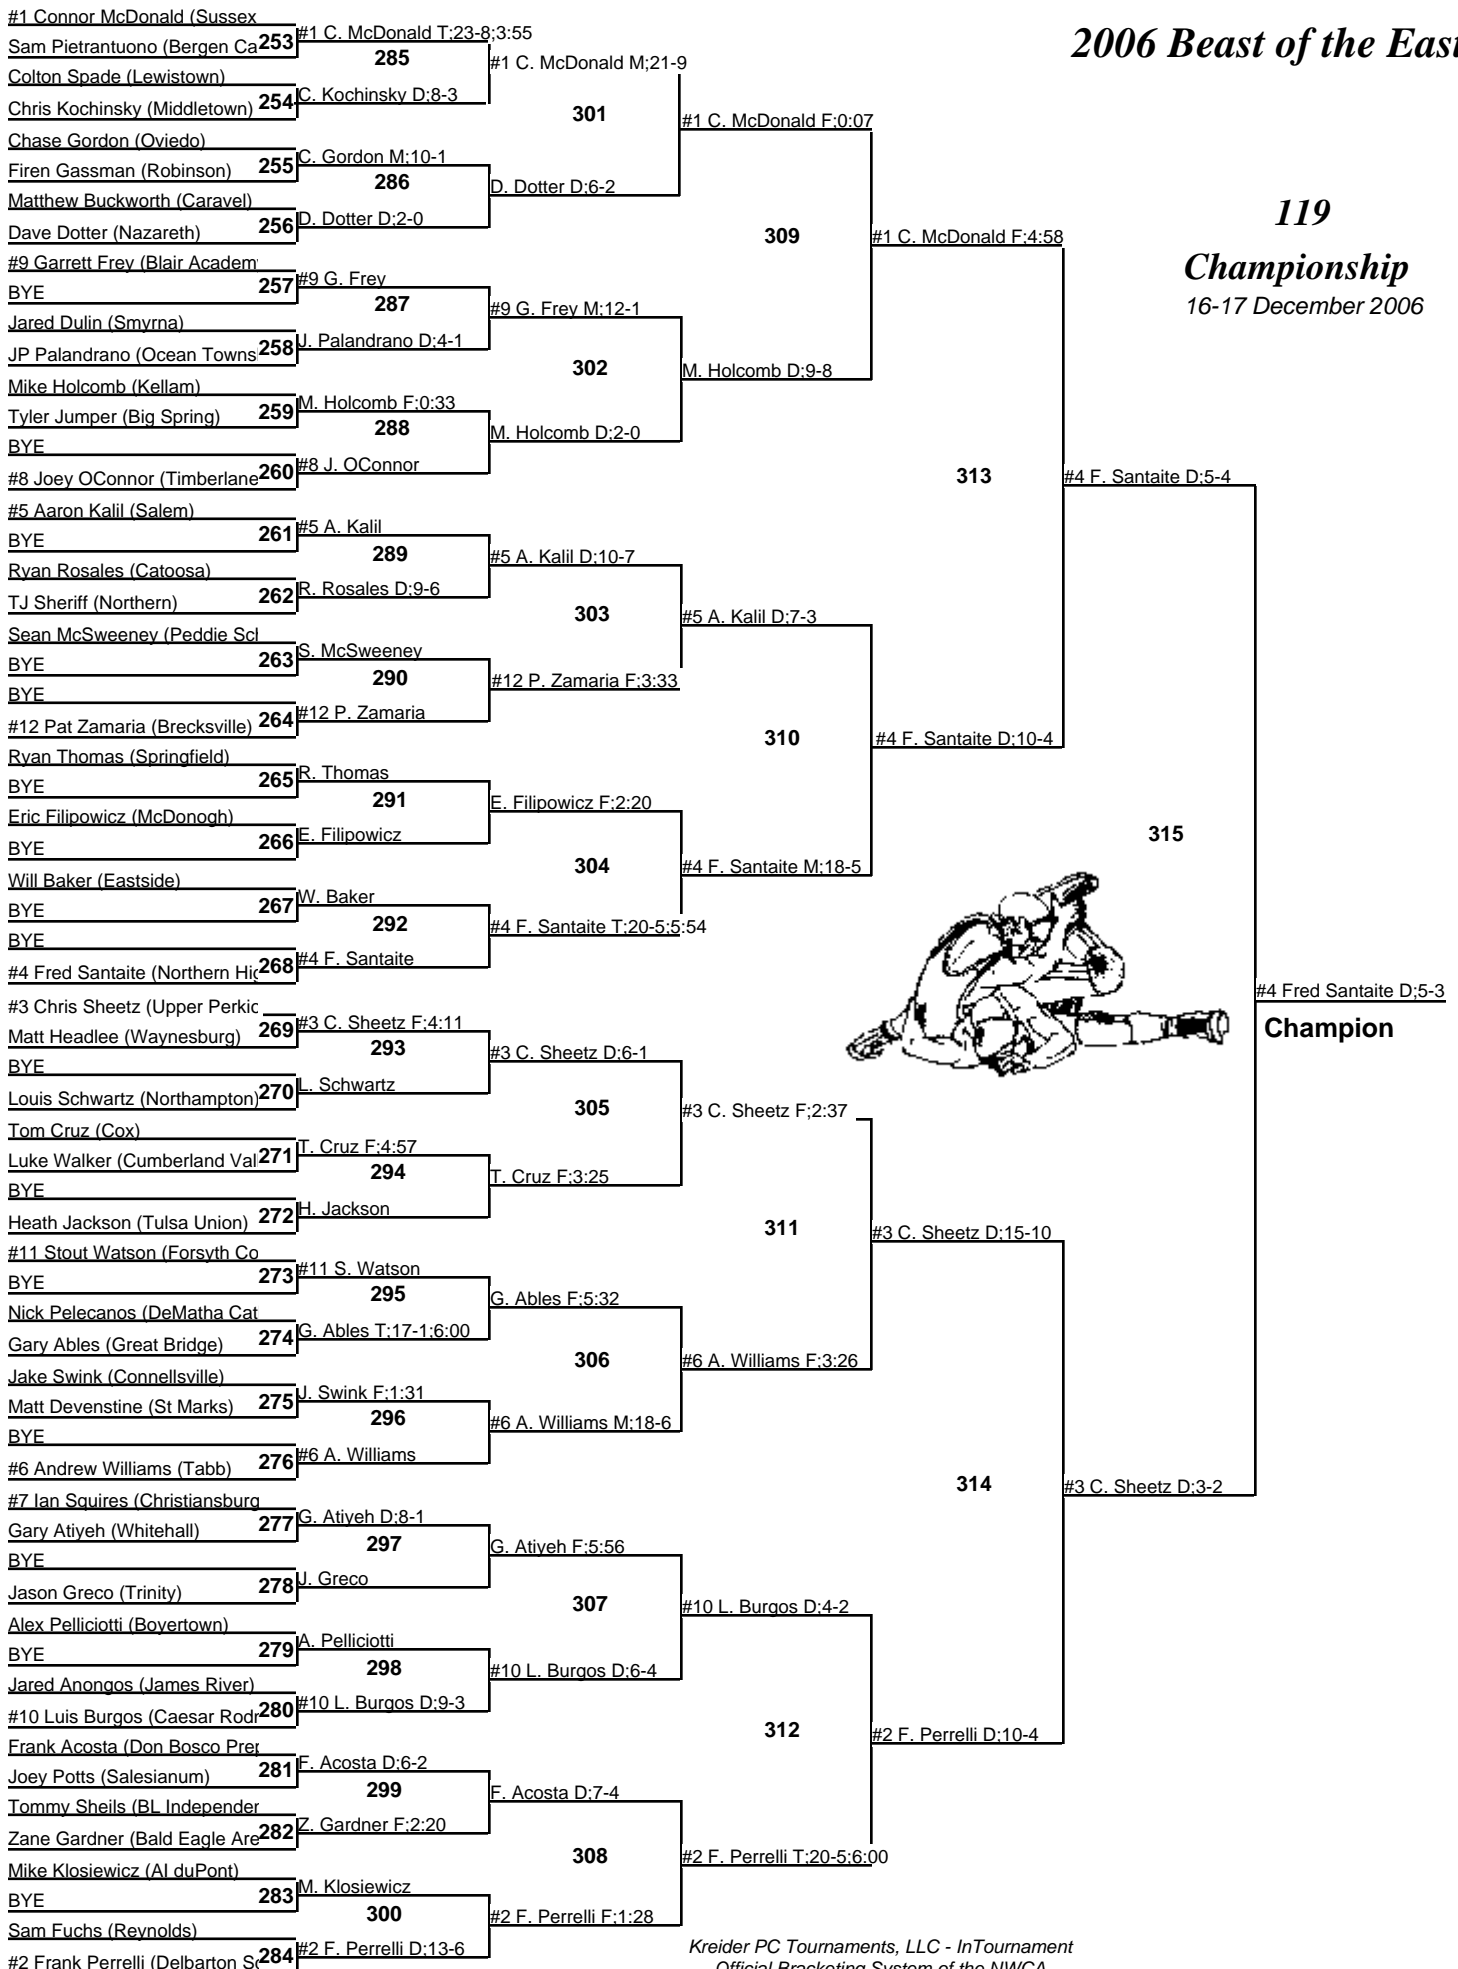 2006 Beast of the East
119
Championship
16-17 December 2006
#1 Connor McDonald (Sussex
Sam Pietrantuono (Bergen Ca
253
Colton Spade (Lewistown)
Chris Kochinsky (Middletown)
254
Chase Gordon (Oviedo)
Firen Gassman (Robinson)
255
Matthew Buckworth (Caravel)
Dave Dotter (Nazareth)
256
#9 Garrett Frey (Blair Academ
BYE
257
Jared Dulin (Smyrna)
JP Palandrano (Ocean Towns
258
Mike Holcomb (Kellam)
Tyler Jumper (Big Spring)
259
BYE
#8 Joey OConnor (Timberlane
260
#5 Aaron Kalil (Salem)
BYE
261
Ryan Rosales (Catoosa)
TJ Sheriff (Northern)
262
Sean McSweeney (Peddie Sch
BYE
263
BYE
#12 Pat Zamaria (Brecksville)
264
Ryan Thomas (Springfield)
BYE
265
Eric Filipowicz (McDonogh)
BYE
266
Will Baker (Eastside)
BYE
267
BYE
#4 Fred Santaite (Northern Hig
268
#3 Chris Sheetz (Upper Perkio
Matt Headlee (Waynesburg)
269
BYE
Louis Schwartz (Northampton)
270
Tom Cruz (Cox)
Luke Walker (Cumberland Val
271
BYE
Heath Jackson (Tulsa Union)
272
#11 Stout Watson (Forsyth Co
BYE
273
Nick Pelecanos (DeMatha Cat
Gary Ables (Great Bridge)
274
Jake Swink (Connellsville)
Matt Devenstine (St Marks)
275
BYE
#6 Andrew Williams (Tabb)
276
#7 Ian Squires (Christiansburg
Gary Atiyeh (Whitehall)
277
BYE
Jason Greco (Trinity)
278
Alex Pelliciotti (Boyertown)
BYE
279
Jared Anongos (James River)
#10 Luis Burgos (Caesar Rodr
280
Frank Acosta (Don Bosco Prep
Joey Potts (Salesianum)
281
Tommy Sheils (BL Independen
Zane Gardner (Bald Eagle Are
282
Mike Klosiewicz (AI duPont)
BYE
283
Sam Fuchs (Reynolds)
#2 Frank Perrelli (Delbarton Sc
284
#1 C. McDonald T;23-8;3:55
285
C. Kochinsky D;8-3
C. Gordon M;10-1
286
D. Dotter D;2-0
#9 G. Frey
287
J. Palandrano D;4-1
M. Holcomb F;0:33
288
#8 J. OConnor
#5 A. Kalil
289
R. Rosales D;9-6
S. McSweeney
290
#12 P. Zamaria
R. Thomas
291
E. Filipowicz
W. Baker
292
#4 F. Santaite
#3 C. Sheetz F;4:11
293
L. Schwartz
T. Cruz F;4:57
294
H. Jackson
#11 S. Watson
295
G. Ables T;17-1;6:00
J. Swink F;1:31
296
#6 A. Williams
G. Atiyeh D;8-1
297
J. Greco
A. Pelliciotti
298
#10 L. Burgos D;9-3
F. Acosta D;6-2
299
Z. Gardner F;2:20
M. Klosiewicz
300
#2 F. Perrelli D;13-6
#1 C. McDonald M;21-9
301
D. Dotter D;6-2
#9 G. Frey M;12-1
302
M. Holcomb D;2-0
#5 A. Kalil D;10-7
303
#12 P. Zamaria F;3:33
E. Filipowicz F;2:20
304
#4 F. Santaite T;20-5;5:54
#3 C. Sheetz D;6-1
305
T. Cruz F;3:25
G. Ables F;5:32
306
#6 A. Williams M;18-6
G. Atiyeh F;5:56
307
#10 L. Burgos D;6-4
F. Acosta D;7-4
308
#2 F. Perrelli F;1:28
#1 C. McDonald F;0:07
309
M. Holcomb D;9-8
#5 A. Kalil D;7-3
310
#4 F. Santaite M;18-5
#3 C. Sheetz F;2:37
311
#6 A. Williams F;3:26
#10 L. Burgos D;4-2
312
#2 F. Perrelli T;20-5;6:00
#1 C. McDonald F;4:58
313
#4 F. Santaite D;10-4
#3 C. Sheetz D;15-10
314
#2 F. Perrelli D;10-4
#4 F. Santaite D;5-4
315
#3 C. Sheetz D;3-2
#4 Fred Santaite D;5-3
Champion
Kreider PC Tournaments, LLC - InTournament
Official Bracketing System of the NWCA